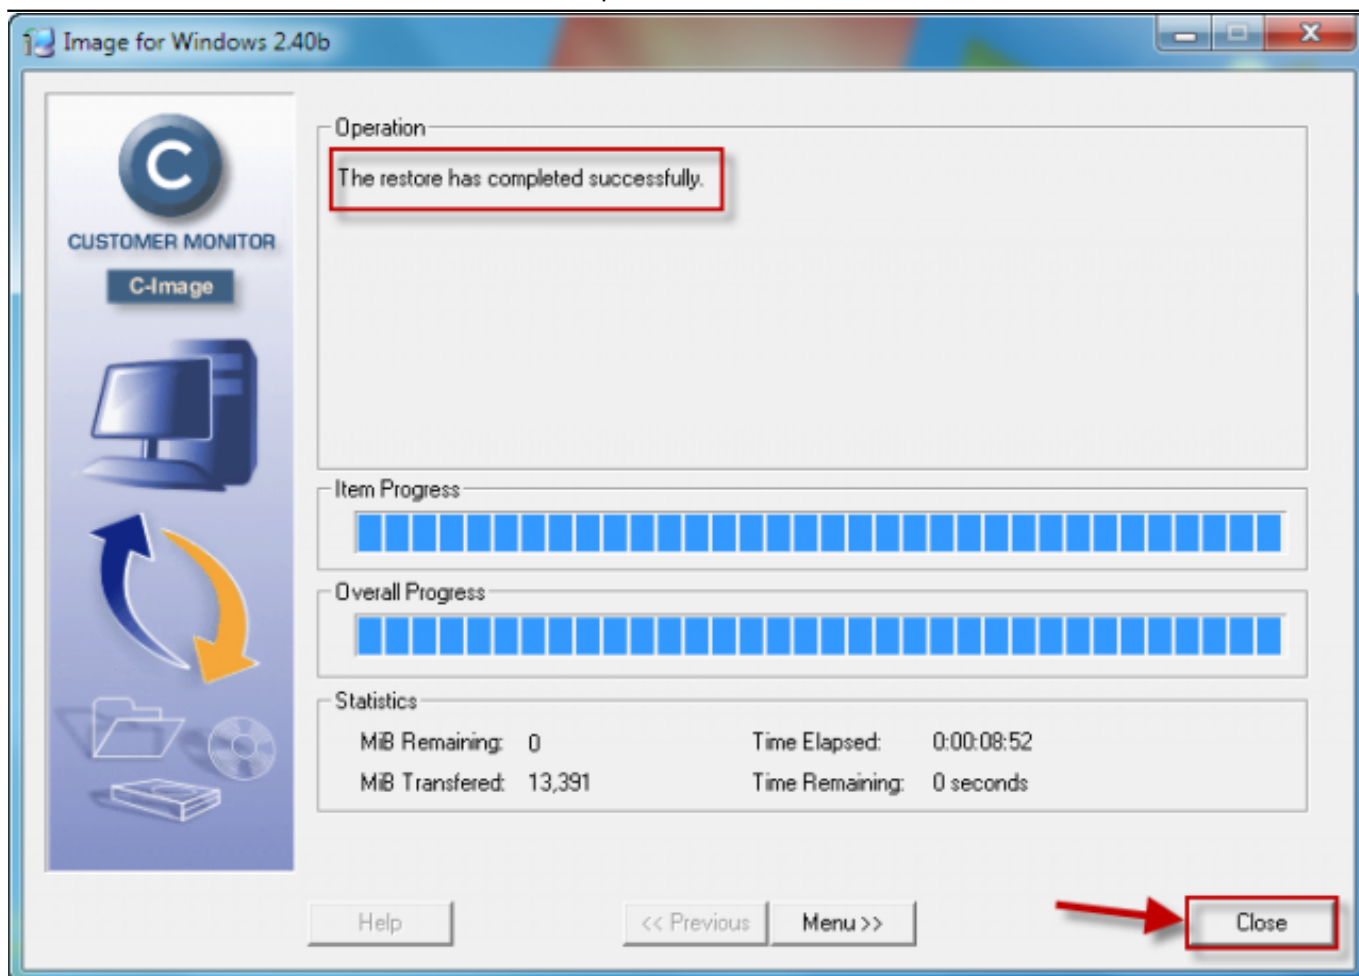 Image for Windows 2.40b
C
CUSTOMER MONITOR
C-Image
Operation
The restore has completed successfully.
Item Progress
Overall Progress
Statistics
MiB Remaining: 0 Time Elapsed: 0:00:08:52
MiB Transfered: 13,391 Time Remaining: 0 seconds
Help << Previous Menu >> Close